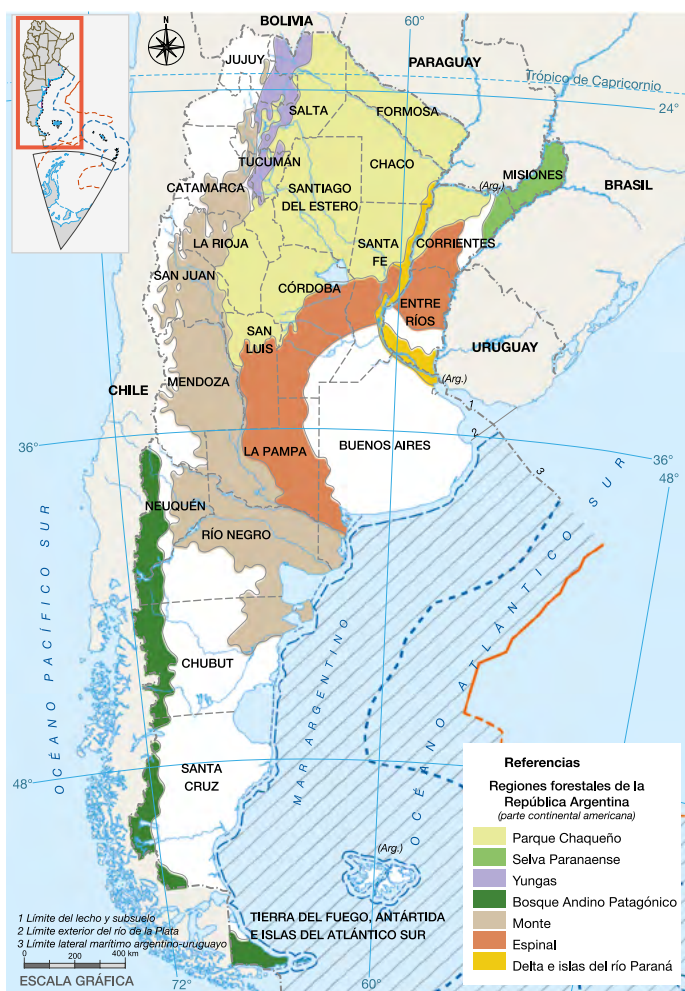 BOLIVIA
60°
JUJUY
PARAGUAY
Trópico de Capricornio
24°
SALTA
FORMOSA
TUCUMÁN
CHACO
MISIONES
(Arg.)
CATAMARCA
SANTIAGO
DEL ESTERO
BRASIL
LA RIOJA
SANTA
FE
CORRIENTES
SAN JUAN
CÓRDOBA
ENTRE
RÍOS
SAN
LUIS
URUGUAY
CHILE
MENDOZA
(Arg.)
1
2
3
36°
LA PAMPA
BUENOS AIRES
36°
48°
NEUQUÉN
RÍO NEGRO
OCÉANO PACÍFICO SUR
MAR ARGENTINO
OCÉANO ATLÁNTICO SUR
CHUBUT
48°
SANTA
CRUZ
(Arg.)
TIERRA DEL FUEGO, ANTÁRTIDA
E ISLAS DEL ATLÁNTICO SUR
Referencias
Regiones forestales de la
República Argentina
(parte continental americana)
Parque Chaqueño
Selva Paranaense
Yungas
Bosque Andino Patagónico
Monte
Espinal
Delta e islas del río Paraná
1 Límite del lecho y subsuelo
2 Límite exterior del río de la Plata
3 Límite lateral marítimo argentino-uruguayo
0 200 400 km
ESCALA GRÁFICA
72°
60°